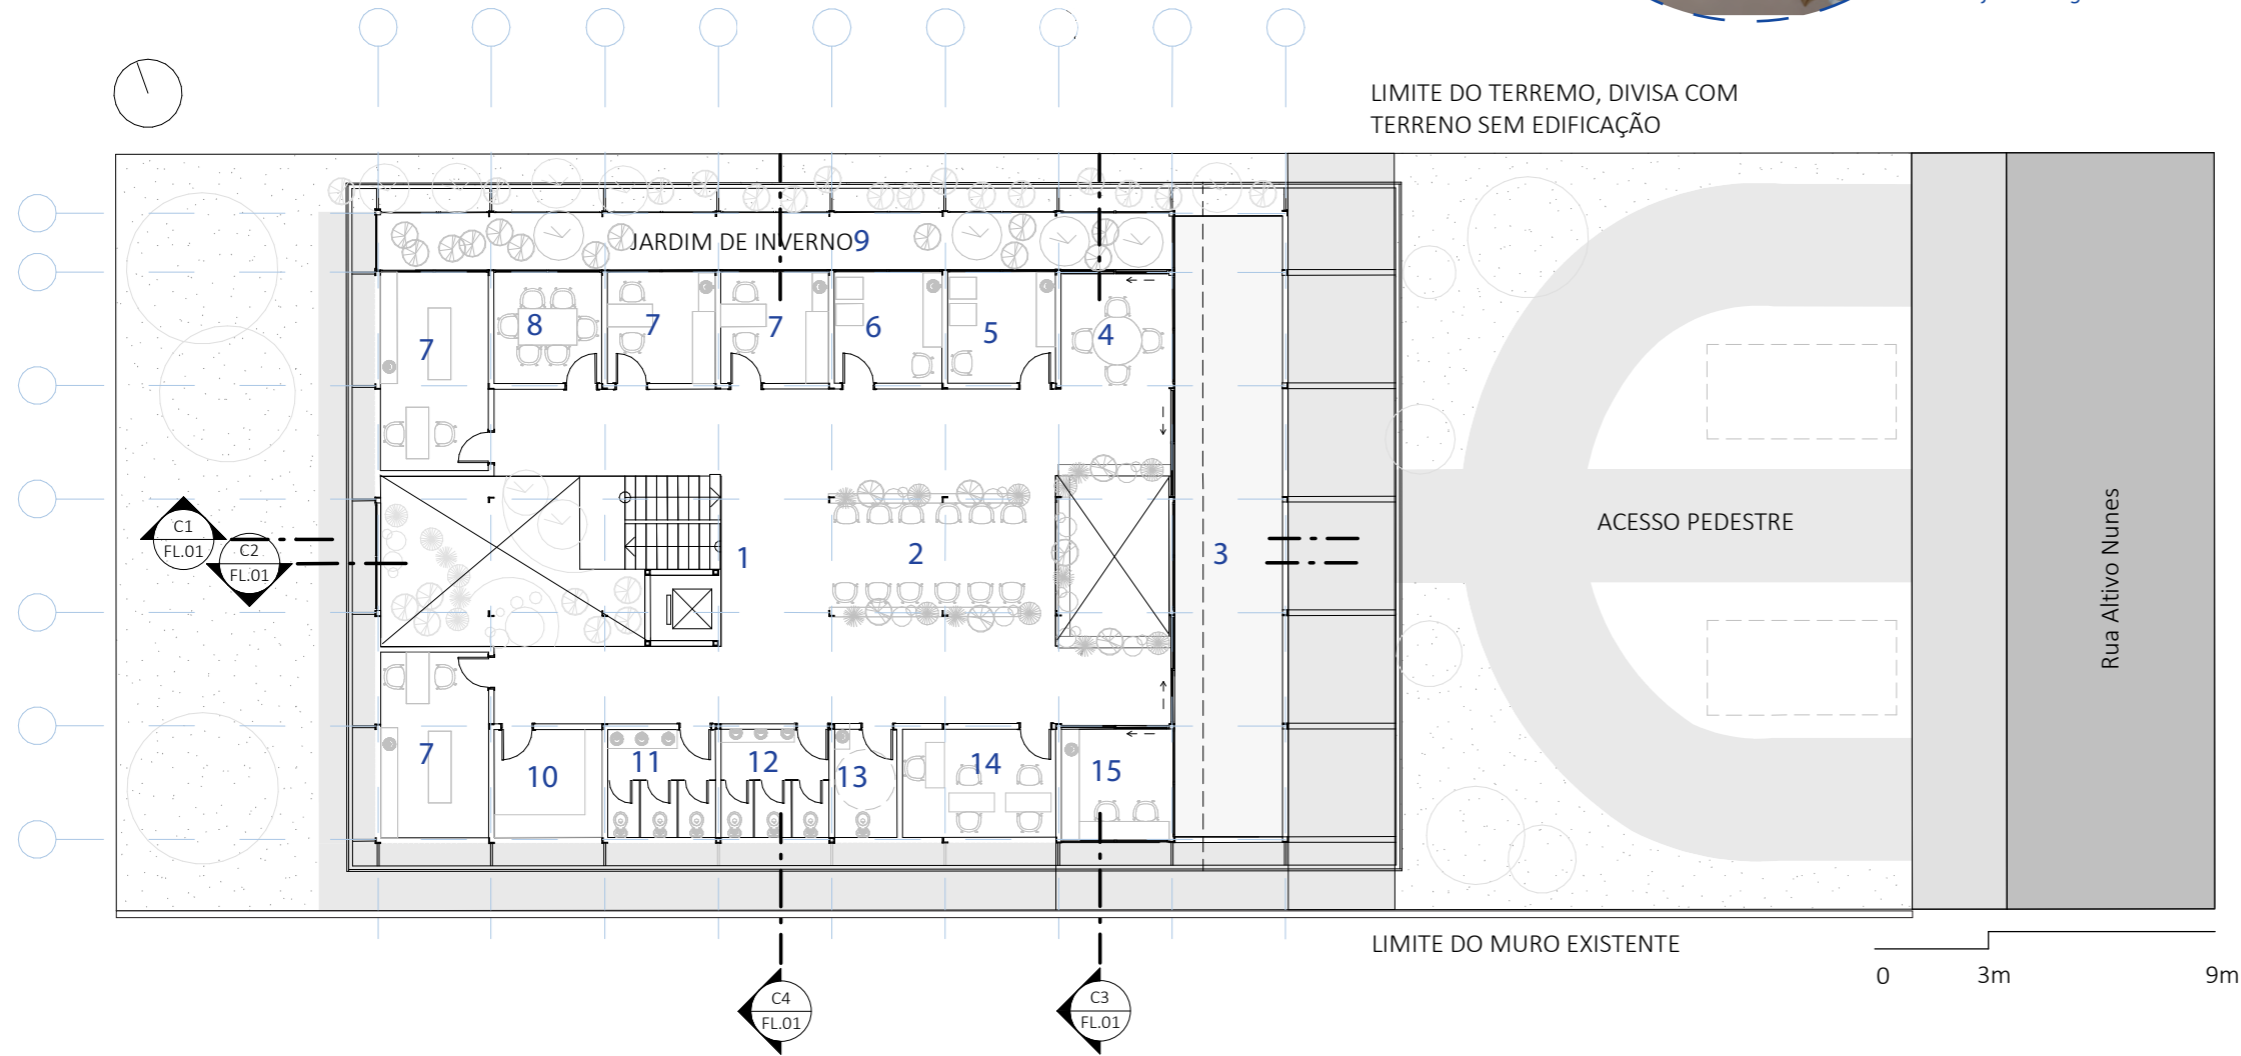 LIMITE DO TERREMO, DIVISA COM
TERRENO SEM EDIFICAÇÃO
JARDIM DE INVERNO 9
7
8
7
7
6
5
4
C1
FL.01
C2
FL.01
1
2
3
ACESSO PEDESTRE
Rua Altivo Nunes
7
10
11
12
13
14
15
LIMITE DO MURO EXISTENTE
0 3m 9m
C4
FL.01
C3
FL.01